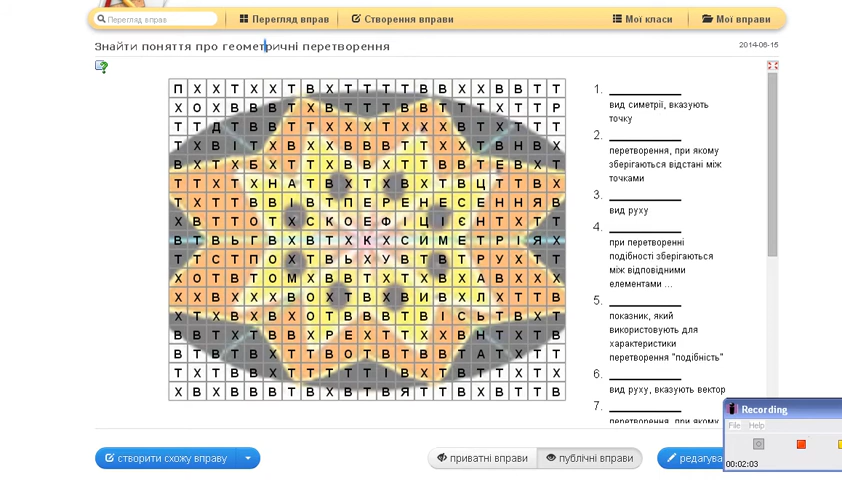 Перегляд вправ
Перегляд вправ
Створення вправи
Мої класи
Мої вправи
Знайти поняття про геометричні перетворення
2014-06-15
П Х Х Т Х Х Т В Х Т Т Т Т В В Х Х В В Т Т
Х О Х В В В Т Х В Т Т Т В В Т Т Т Х Т Т Р
Т Т Д Т В В Т Т Х Х Т Х Т Х Х В Т Х Т Т Т
Т Х В І Т Х В Х Х В В В Т Т Х Х Т В Н В Х
В Х Т Х Б Х Т Т Х В В Х Т Т В В Т Е В Х Т
Т Т Х Т Х Н А Т В Х Т Х В Х Т В Ц Т Т В Х
Т Х Т Т В В І В Т П Е Р Е Н Е С Е Н Н Я В
Х В Т Т О Т Х С К О Е Ф І Ц І Є Н Т Х Т Т
В Т В Ь Г В Х В Т Х К Х С И М Е Т Р І Я Х
Т Т С Т П О Х Т В Ь Х У В Т В Т Р У Х Т Т
Х О Т В Т О М Х В В Т Х Т Х В Х А В Х Х Т
Х Х В Х Х Х В О Х Т В Х В И В Х Л Х Т Т В
Х Т Х В Х В Х О Т В В В Т В І С Ь Т В Х Т
В В Т Х Т В В Х Р Е Х Т Т Х Х В Н Т Х Т В
В Т В Т В Х Т Т В О Т В Т В В Т А Т Х Т Т
Т Х Т В В Х Т Т Т Т Т І В Х Т В Т Т Х Т Х
Х В Х В В В Т В Х В Т В Я Т Т В Х В Т Т В
1.
вид симетрії, вказують
точку
2.
перетворення, при якому
зберігаються відстані між
точками
3.
вид руху
4.
при перетворенні
подібності зберігаються
між відповідними
елементами ...
5.
показник, який
використовують для
характеристики
перетворення "подібність"
6.
вид руху, вказують вектор
7.
перетворення, при якому
Recording
File Help
00:02:03
створити схожу вправу
приватні вправи
публічні вправи
редагува